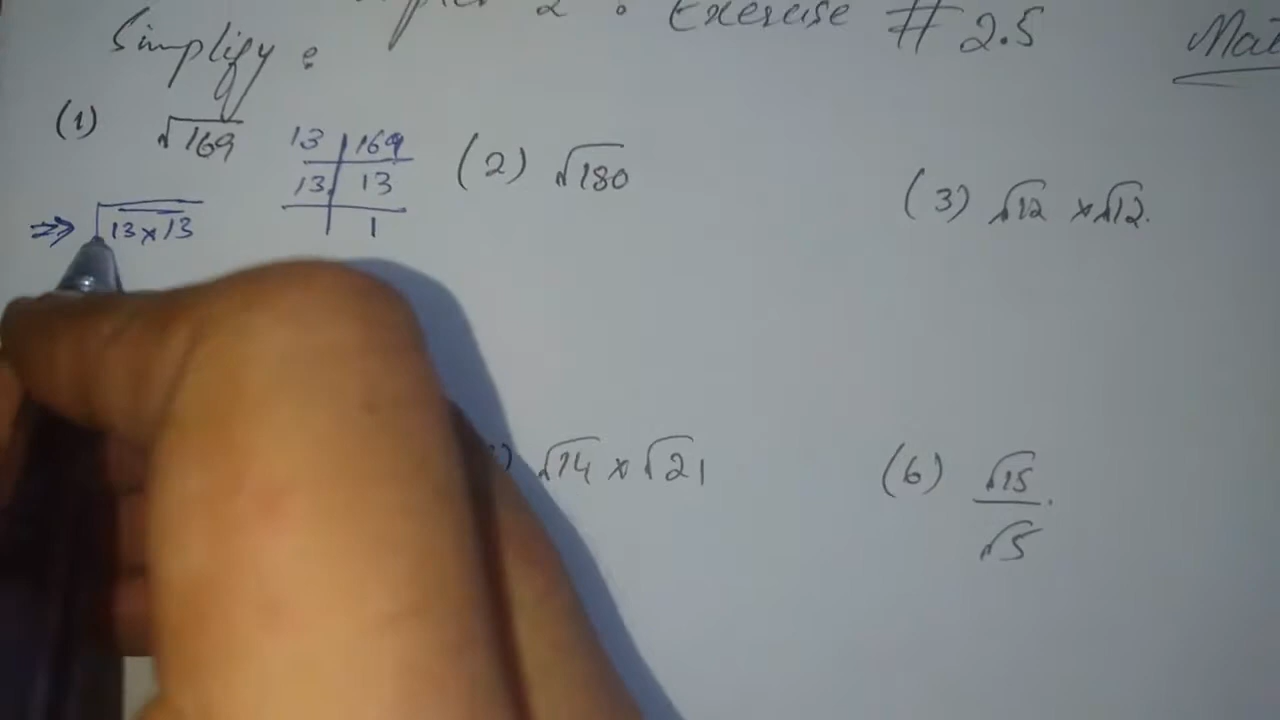 2 : Exercise # 2.5
Simplify :
(1) √169
13 | 169
13 | 13
1
⇒ √13 × 13
(2) √180
(3) √12 × √12.
) √14 × √21
(6) √15
√5